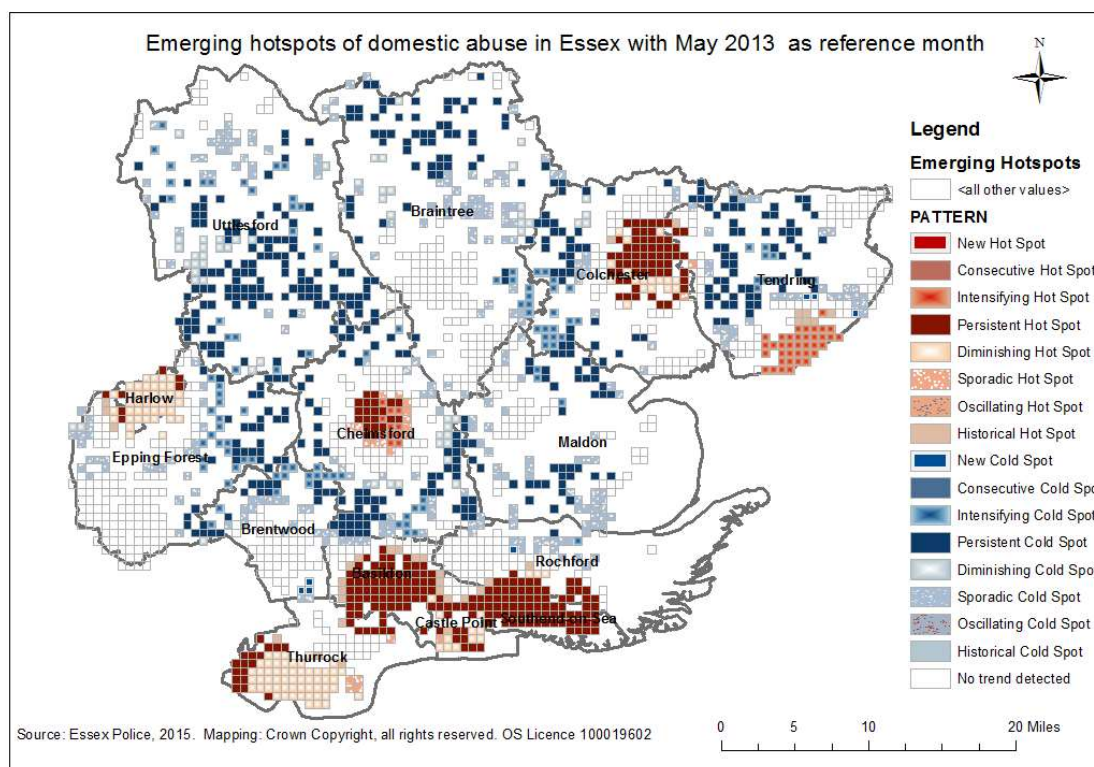 Emerging hotspots of domestic abuse in Essex with May 2013 as reference month
N
Legend
Emerging Hotspots
<all other values>
PATTERN
New Hot Spot
Consecutive Hot Spot
Intensifying Hot Spot
Persistent Hot Spot
Diminishing Hot Spot
Sporadic Hot Spot
Oscillating Hot Spot
Historical Hot Spot
New Cold Spot
Consecutive Cold Spo
Intensifying Cold Spot
Persistent Cold Spot
Diminishing Cold Spo
Sporadic Cold Spot
Oscillating Cold Spot
Historical Cold Spot
No trend detected
Uttlesford
Braintree
Colchester
Tendring
Harlow
Chelmsford
Maldon
Epping Forest
Brentwood
Rochford
Basildon
Castle Point
Southend-on-Sea
Thurrock
Source: Essex Police, 2015. Mapping: Crown Copyright, all rights reserved. OS Licence 100019602
0 5 10 20 Miles